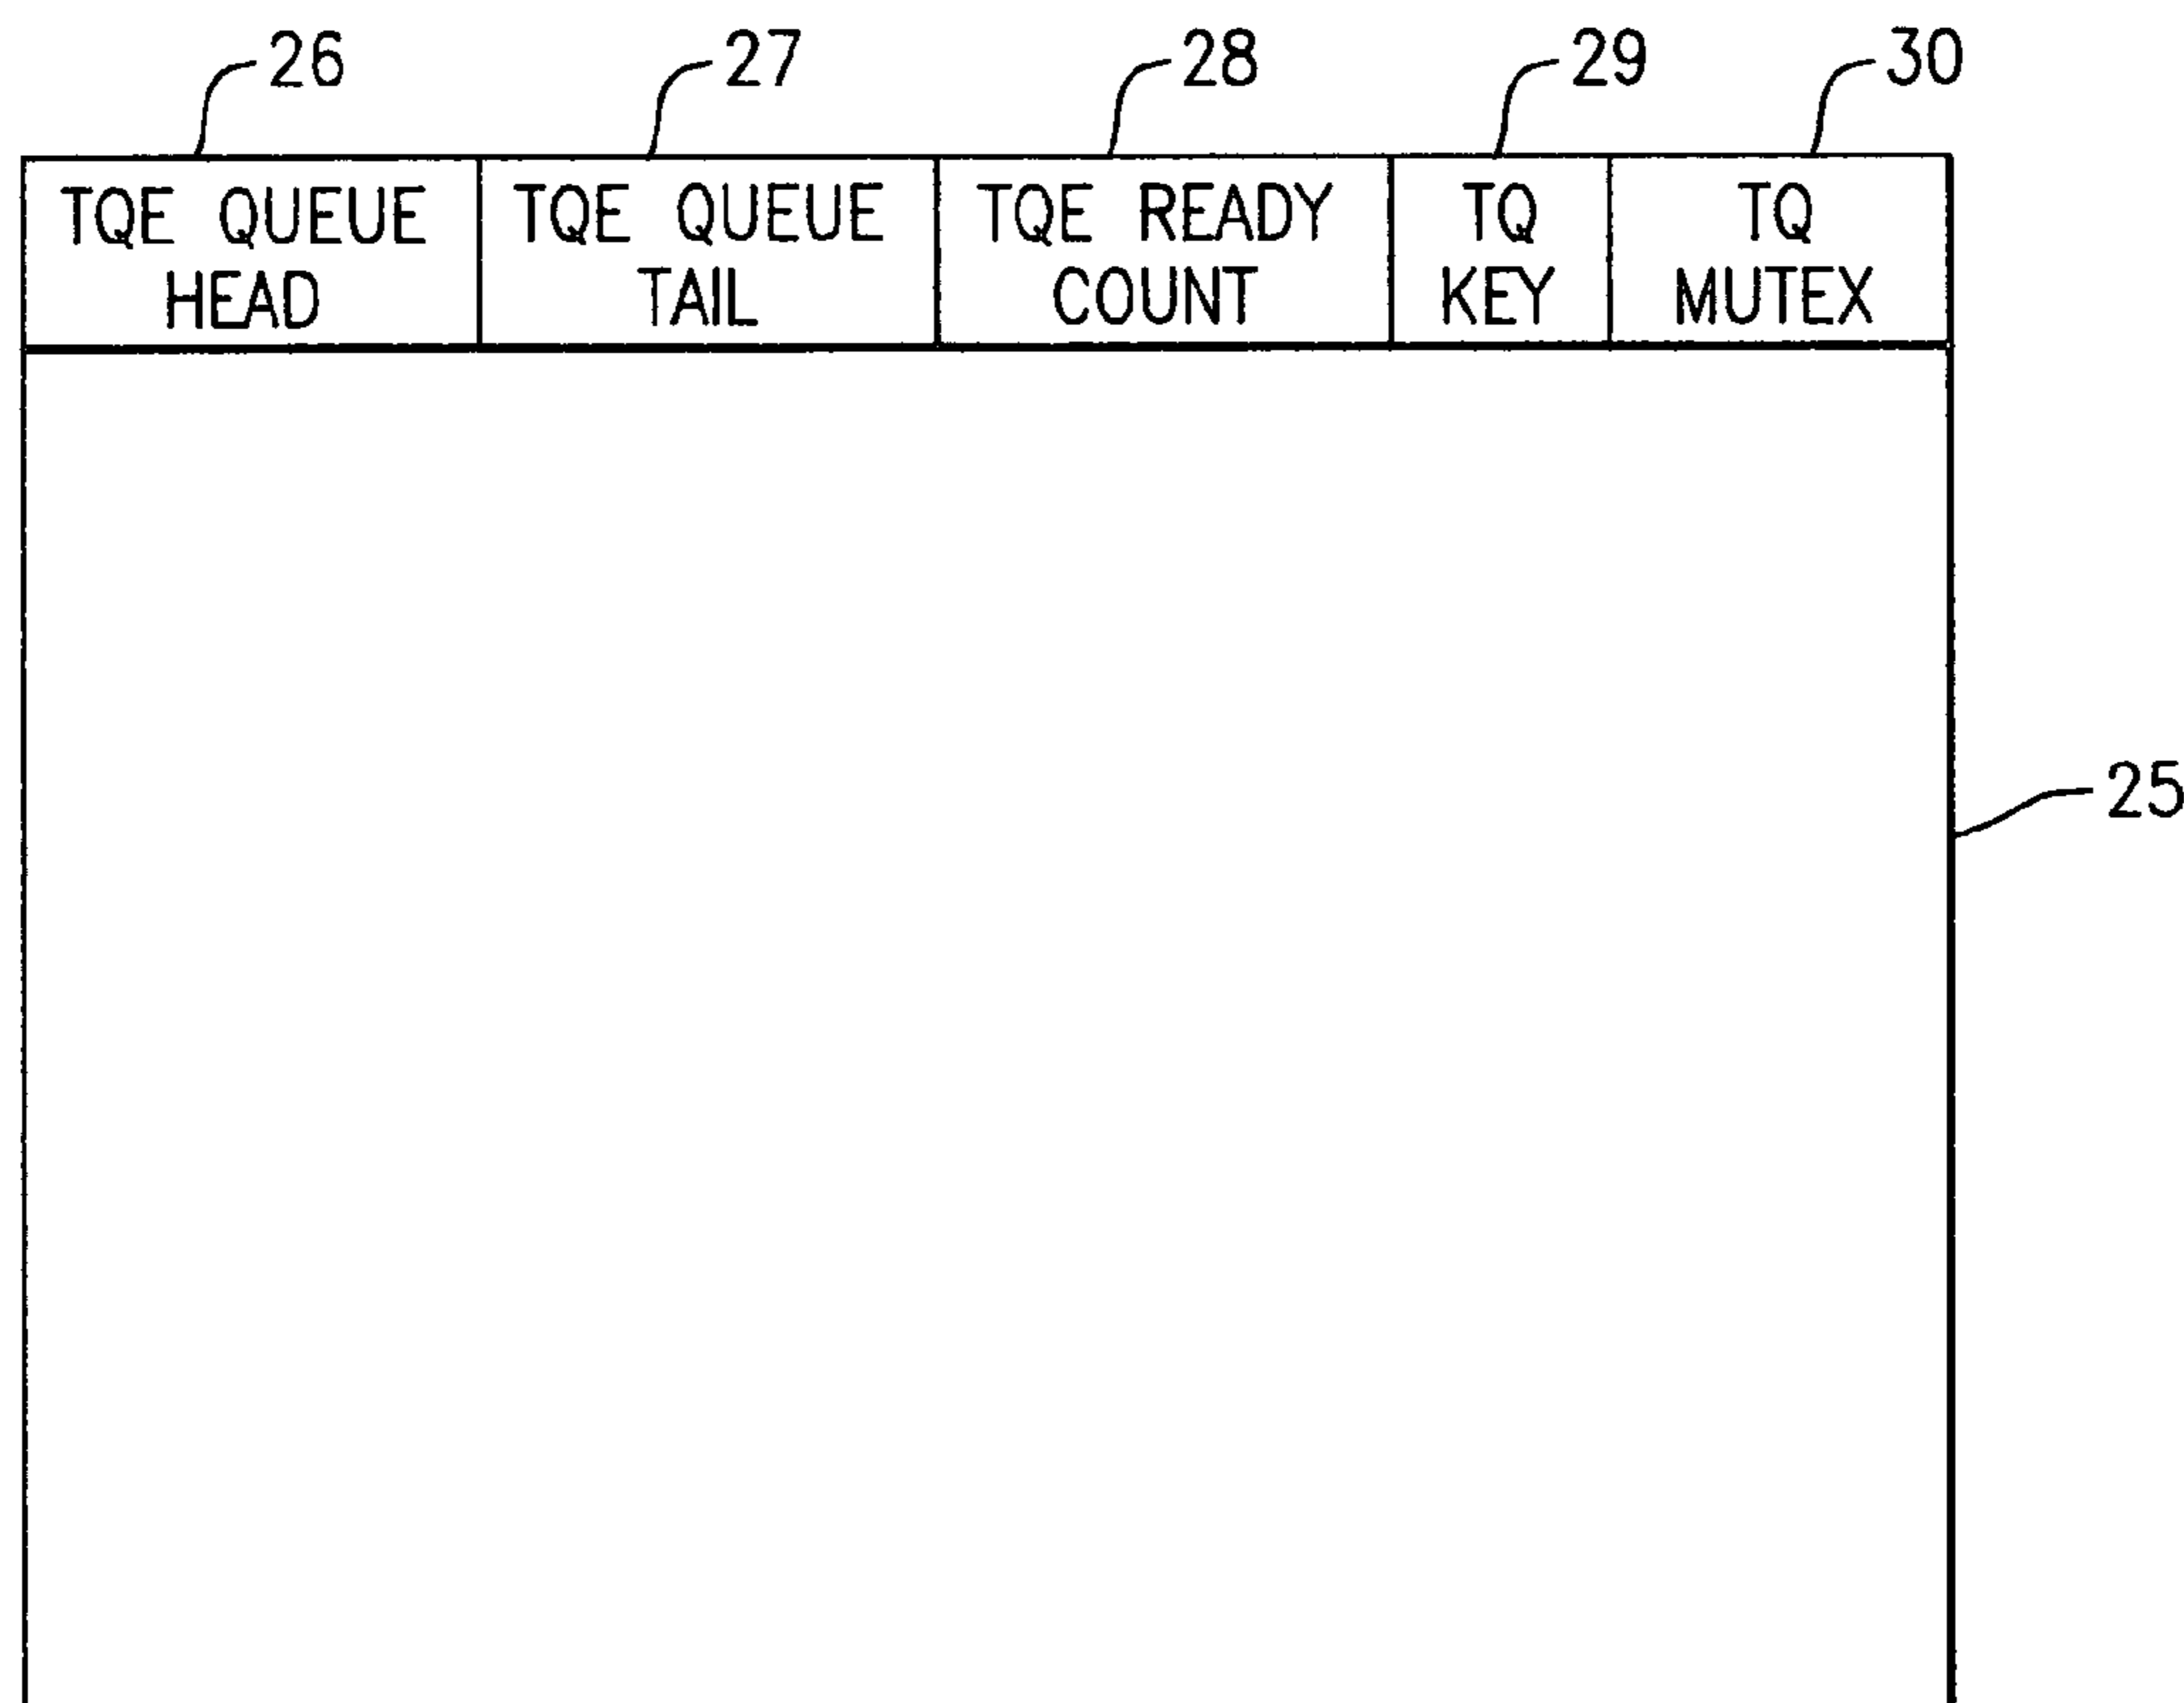 26 27 28 29 30
TQE QUEUE HEAD
TQE QUEUE TAIL
TQE READY COUNT
TQ KEY
TQ MUTEX
25